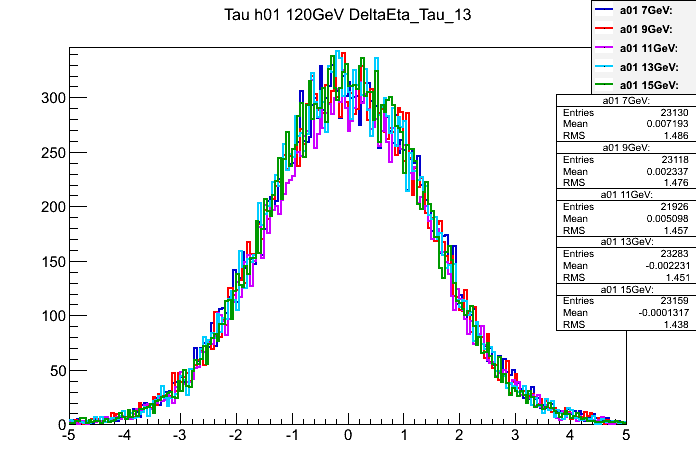 Tau h01 120GeV DeltaEta_Tau_13
a01 7GeV:
a01 9GeV:
a01 11GeV:
a01 13GeV:
a01 15GeV:
a01 7GeV:
Entries 23130
Mean 0.007193
RMS 1.486
a01 9GeV:
Entries 23118
Mean 0.002337
RMS 1.476
a01 11GeV:
Entries 21926
Mean 0.005098
RMS 1.457
a01 13GeV:
Entries 23283
Mean -0.002231
RMS 1.451
a01 15GeV:
Entries 23159
Mean -0.0001317
RMS 1.438
300
250
200
150
100
50
0
-5 -4 -3 -2 -1 0 1 2 3 4 5